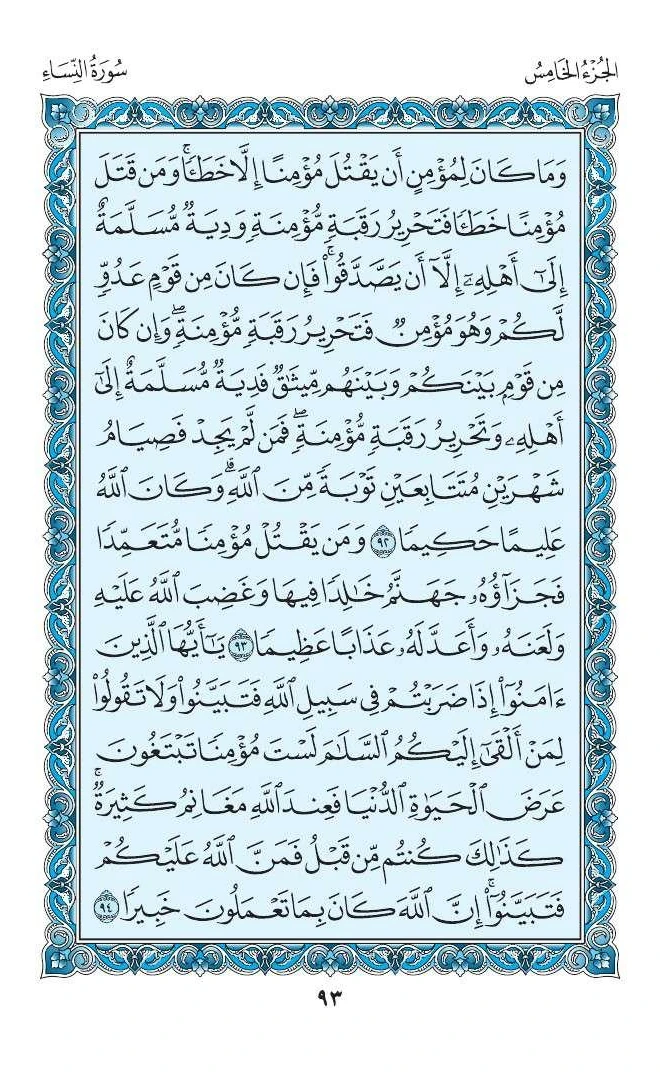 الجُزْءُ الخَامِسُ
سُورَةُ النِّسَاءِ
وَمَا كَانَ لِمُؤْمِنٍ أَن يَقْتُلَ مُؤْمِنًا إِلَّا خَطَـًٔاۚ وَمَن قَتَلَ
مُؤْمِنًا خَطَـًٔا فَتَحْرِيرُ رَقَبَةٍ مُّؤْمِنَةٍ وَدِيَةٌ مُّسَلَّمَةٌ
إِلَىٰٓ أَهْلِهِۦٓ إِلَّآ أَن يَصَّدَّقُوا۟ۚ فَإِن كَانَ مِن قَوْمٍ عَدُوٍّ
لَّكُمْ وَهُوَ مُؤْمِنٌ فَتَحْرِيرُ رَقَبَةٍ مُّؤْمِنَةٍۖ وَإِن كَانَ
مِن قَوْمٍۭ بَيْنَكُمْ وَبَيْنَهُم مِّيثَـٰقٌ فَدِيَةٌ مُّسَلَّمَةٌ إِلَىٰٓ
أَهْلِهِۦ وَتَحْرِيرُ رَقَبَةٍ مُّؤْمِنَةٍۖ فَمَن لَّمْ يَجِدْ فَصِيَامُ
شَهْرَيْنِ مُتَتَابِعَيْنِ تَوْبَةً مِّنَ ٱللَّهِۗ وَكَانَ ٱللَّهُ
عَلِيمًا حَكِيمًا ٩٢ وَمَن يَقْتُلْ مُؤْمِنًا مُّتَعَمِّدًا
فَجَزَآؤُهُۥ جَهَنَّمُ خَـٰلِدًا فِيهَا وَغَضِبَ ٱللَّهُ عَلَيْهِ
وَلَعَنَهُۥ وَأَعَدَّ لَهُۥ عَذَابًا عَظِيمًا ٩٣ يَـٰٓأَيُّهَا ٱلَّذِينَ
ءَامَنُوٓا۟ إِذَا ضَرَبْتُمْ فِى سَبِيلِ ٱللَّهِ فَتَبَيَّنُوا۟ وَلَا تَقُولُوا۟
لِمَنْ أَلْقَىٰٓ إِلَيْكُمُ ٱلسَّلَـٰمَ لَسْتَ مُؤْمِنًا تَبْتَغُونَ
عَرَضَ ٱلْحَيَوٰةِ ٱلدُّنْيَا فَعِندَ ٱللَّهِ مَغَانِمُ كَثِيرَةٌۚ
كَذَٰلِكَ كُنتُم مِّن قَبْلُ فَمَنَّ ٱللَّهُ عَلَيْكُمْ
فَتَبَيَّنُوٓا۟ۚ إِنَّ ٱللَّهَ كَانَ بِمَا تَعْمَلُونَ خَبِيرًا ٩٤
٩٣